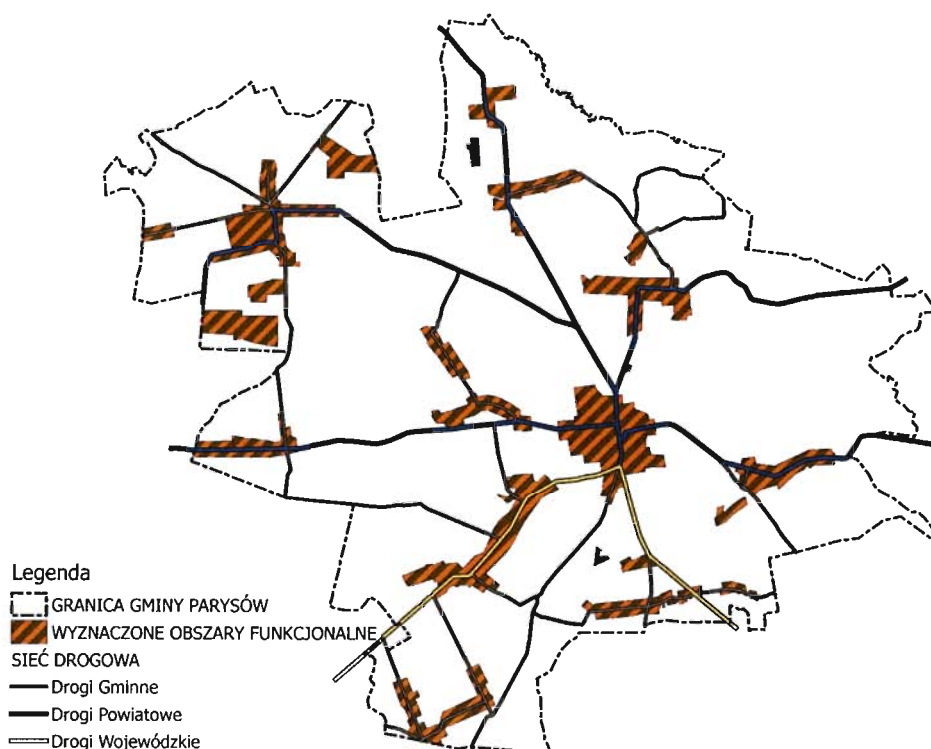 Legenda
GRANICA GMINY PARYSÓW
WYZNACZONE OBSZARY FUNKCJONALNE
SIEĆ DROGOWA
Drogi Gminne
Drogi Powiatowe
Drogi Wojewódzkie